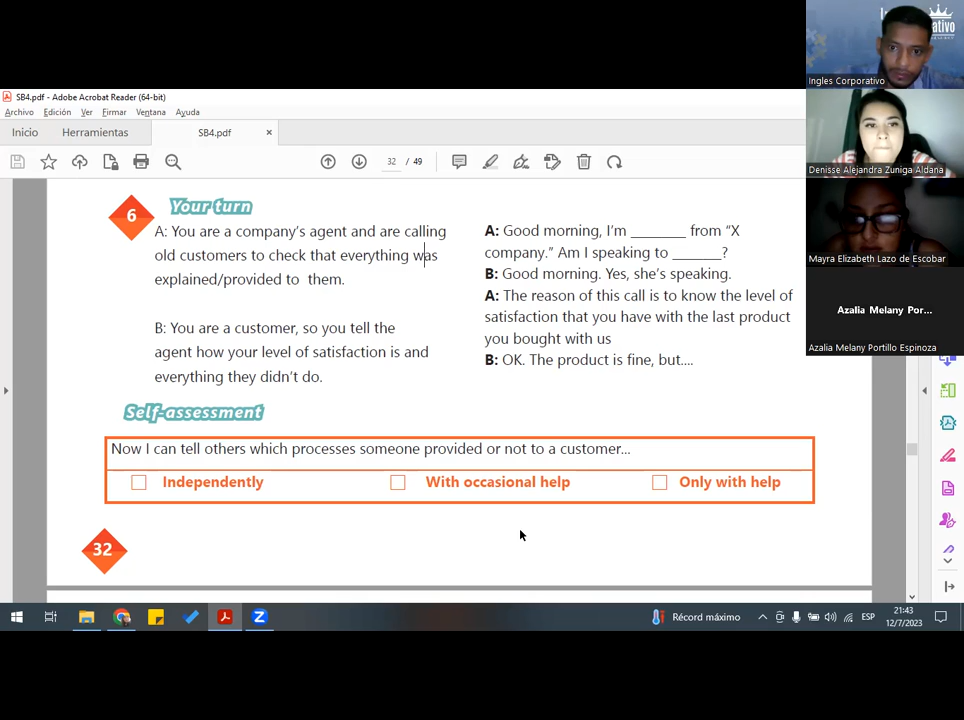 ativo
Ingles Corporativo
SB4.pdf - Adobe Acrobat Reader (64-bit)
Archivo Edición Ver Firmar Ventana Ayuda
Inicio Herramientas SB4.pdf ×
32 / 49
Denisse Alejandra Zuniga Aldana
Mayra Elizabeth Lazo de Escobar
Azalia Melany Por...
Azalia Melany Portillo Espinoza
6 Your turn
A: You are a company's agent and are calling
old customers to check that everything was
explained/provided to them.
B: You are a customer, so you tell the
agent how your level of satisfaction is and
everything they didn't do.
A: Good morning, I'm ______ from "X
company." Am I speaking to ______?
B: Good morning. Yes, she's speaking.
A: The reason of this call is to know the level of
satisfaction that you have with the last product
you bought with us
B: OK. The product is fine, but....
Self-assessment
Now I can tell others which processes someone provided or not to a customer...
Independently With occasional help Only with help
32
Récord máximo ESP 21:43
12/7/2023